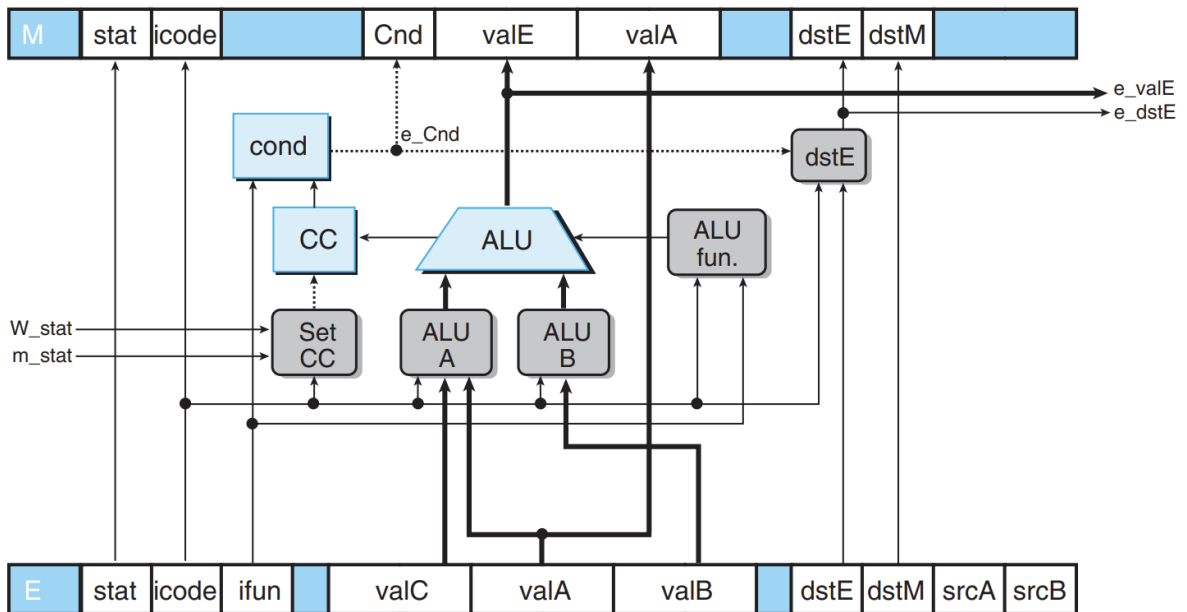 M stat icode Cnd valE valA dstE dstM
e_valE
e_dstE
cond
e_Cnd
dstE
CC
ALU
ALU
fun.
W_stat
m_stat
Set
CC
ALU
A
ALU
B
E stat icode ifun valC valA valB dstE dstM srcA srcB